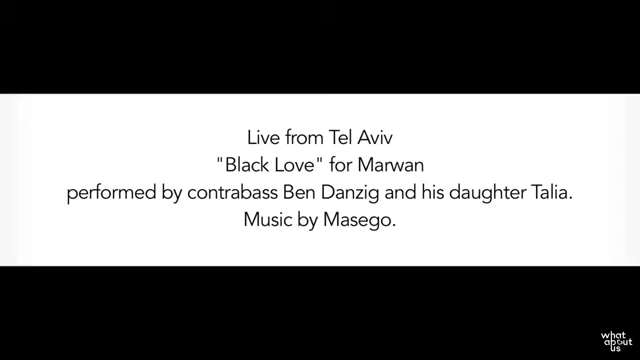 Live from Tel Aviv
"Black Love" for Marwan
performed by contrabass Ben Danzig and his daughter Talia.
Music by Masego.
what
about
us